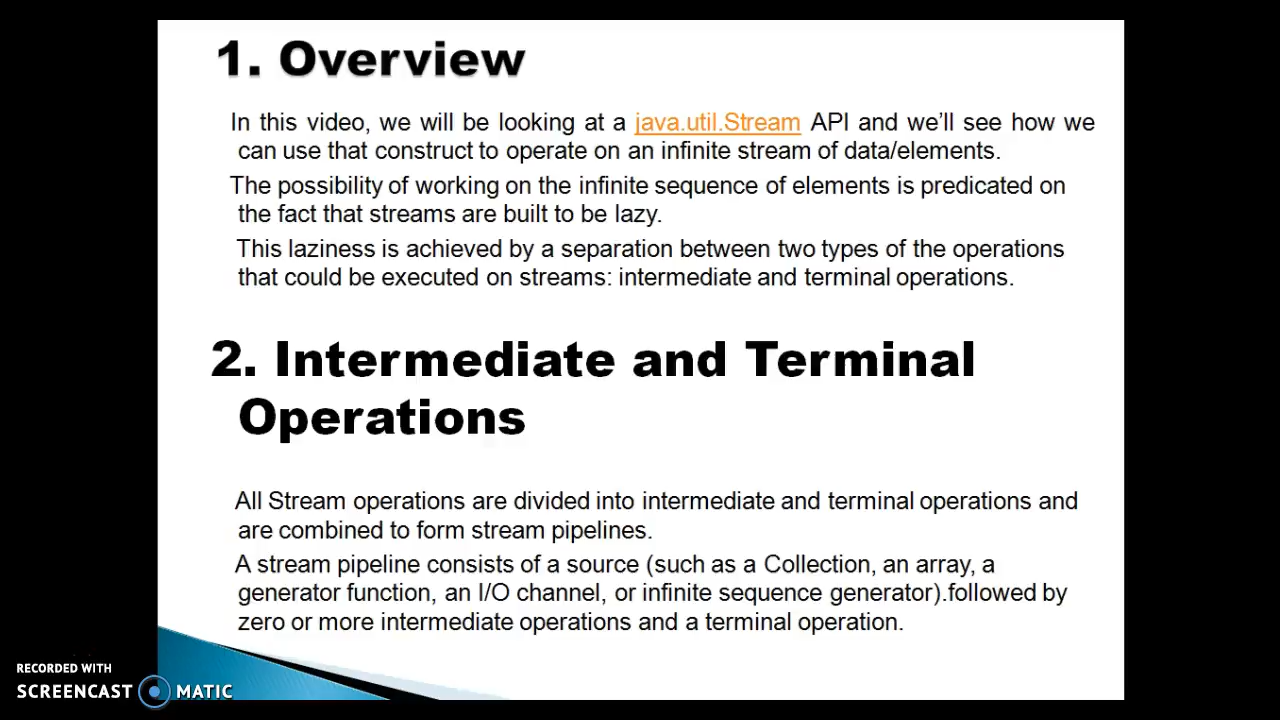 1. Overview
In this video, we will be looking at a java.util.Stream API and we'll see how we
can use that construct to operate on an infinite stream of data/elements.
The possibility of working on the infinite sequence of elements is predicated on
the fact that streams are built to be lazy.
This laziness is achieved by a separation between two types of the operations
that could be executed on streams: intermediate and terminal operations.
2. Intermediate and Terminal
Operations
All Stream operations are divided into intermediate and terminal operations and
are combined to form stream pipelines.
A stream pipeline consists of a source (such as a Collection, an array, a
generator function, an I/O channel, or infinite sequence generator).followed by
zero or more intermediate operations and a terminal operation.
RECORDED WITH
SCREENCAST MATIC